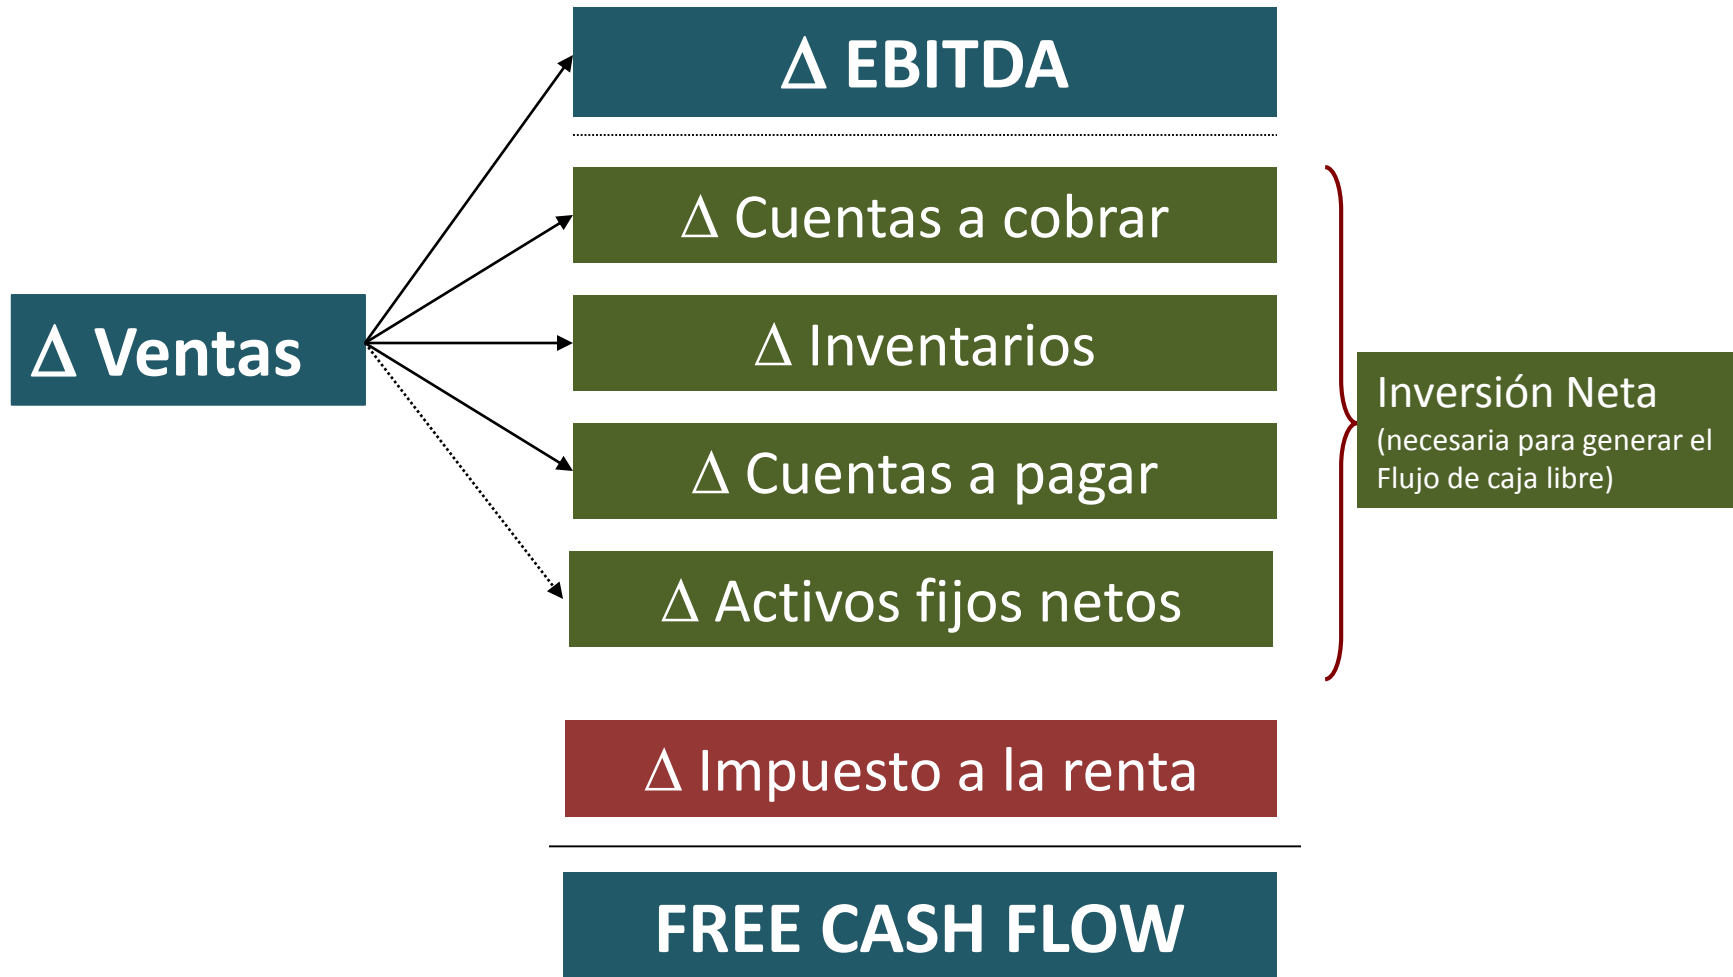 Δ EBITDA
Δ Cuentas a cobrar
Δ Ventas
Δ Inventarios
Δ Cuentas a pagar
Δ Activos fijos netos
Inversión Neta
(necesaria para generar el
Flujo de caja libre)
Δ Impuesto a la renta
FREE CASH FLOW